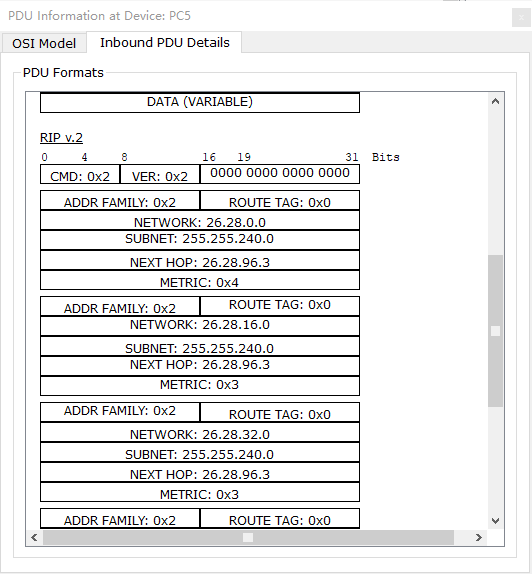 PDU Information at Device: PC5
OSI Model Inbound PDU Details
PDU Formats
DATA (VARIABLE)
RIP v.2
0 4 8 16 19 31 Bits
CMD: 0x2 VER: 0x2 0000 0000 0000 0000
ADDR FAMILY: 0x2 ROUTE TAG: 0x0
NETWORK: 26.28.0.0
SUBNET: 255.255.240.0
NEXT HOP: 26.28.96.3
METRIC: 0x4
ADDR FAMILY: 0x2 ROUTE TAG: 0x0
NETWORK: 26.28.16.0
SUBNET: 255.255.240.0
NEXT HOP: 26.28.96.3
METRIC: 0x3
ADDR FAMILY: 0x2 ROUTE TAG: 0x0
NETWORK: 26.28.32.0
SUBNET: 255.255.240.0
NEXT HOP: 26.28.96.3
METRIC: 0x3
ADDR FAMILY: 0x2 ROUTE TAG: 0x0